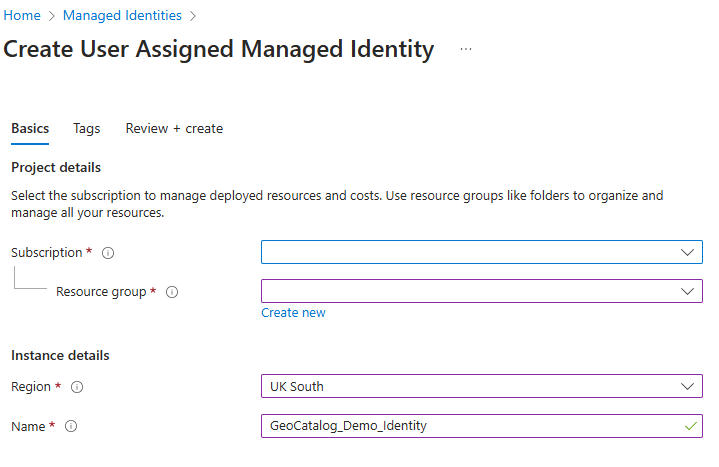 Home > Managed Identities >
Create User Assigned Managed Identity ...
Basics Tags Review + create
Project details
Select the subscription to manage deployed resources and costs. Use resource groups like folders to organize and
manage all your resources.
Subscription *
Resource group *
Create new
Instance details
Region * UK South
Name * GeoCatalog_Demo_Identity